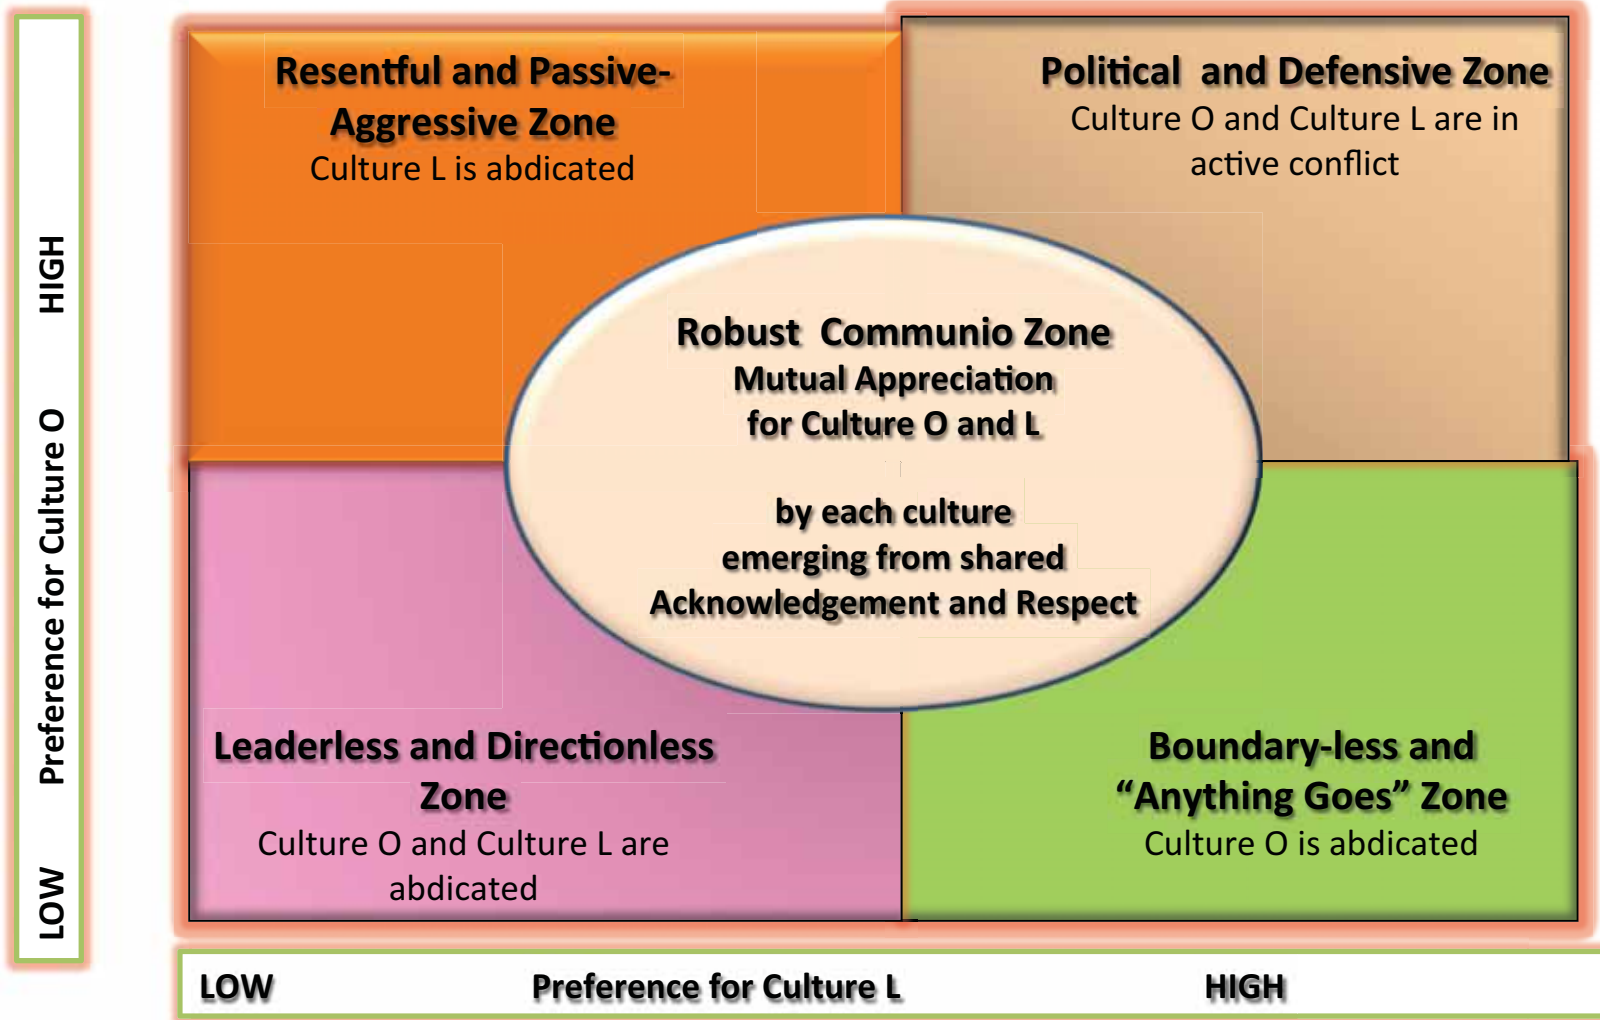 Resentful and Passive-
Aggressive Zone
Culture L is abdicated
Political and Defensive Zone
Culture O and Culture L are in
active conflict
Robust Communio Zone
Mutual Appreciation
for Culture O and L
by each culture
emerging from shared
Acknowledgement and Respect
Leaderless and Directionless
Zone
Culture O and Culture L are
abdicated
Boundary-less and
“Anything Goes” Zone
Culture O is abdicated
LOW Preference for Culture O HIGH
LOW Preference for Culture L HIGH